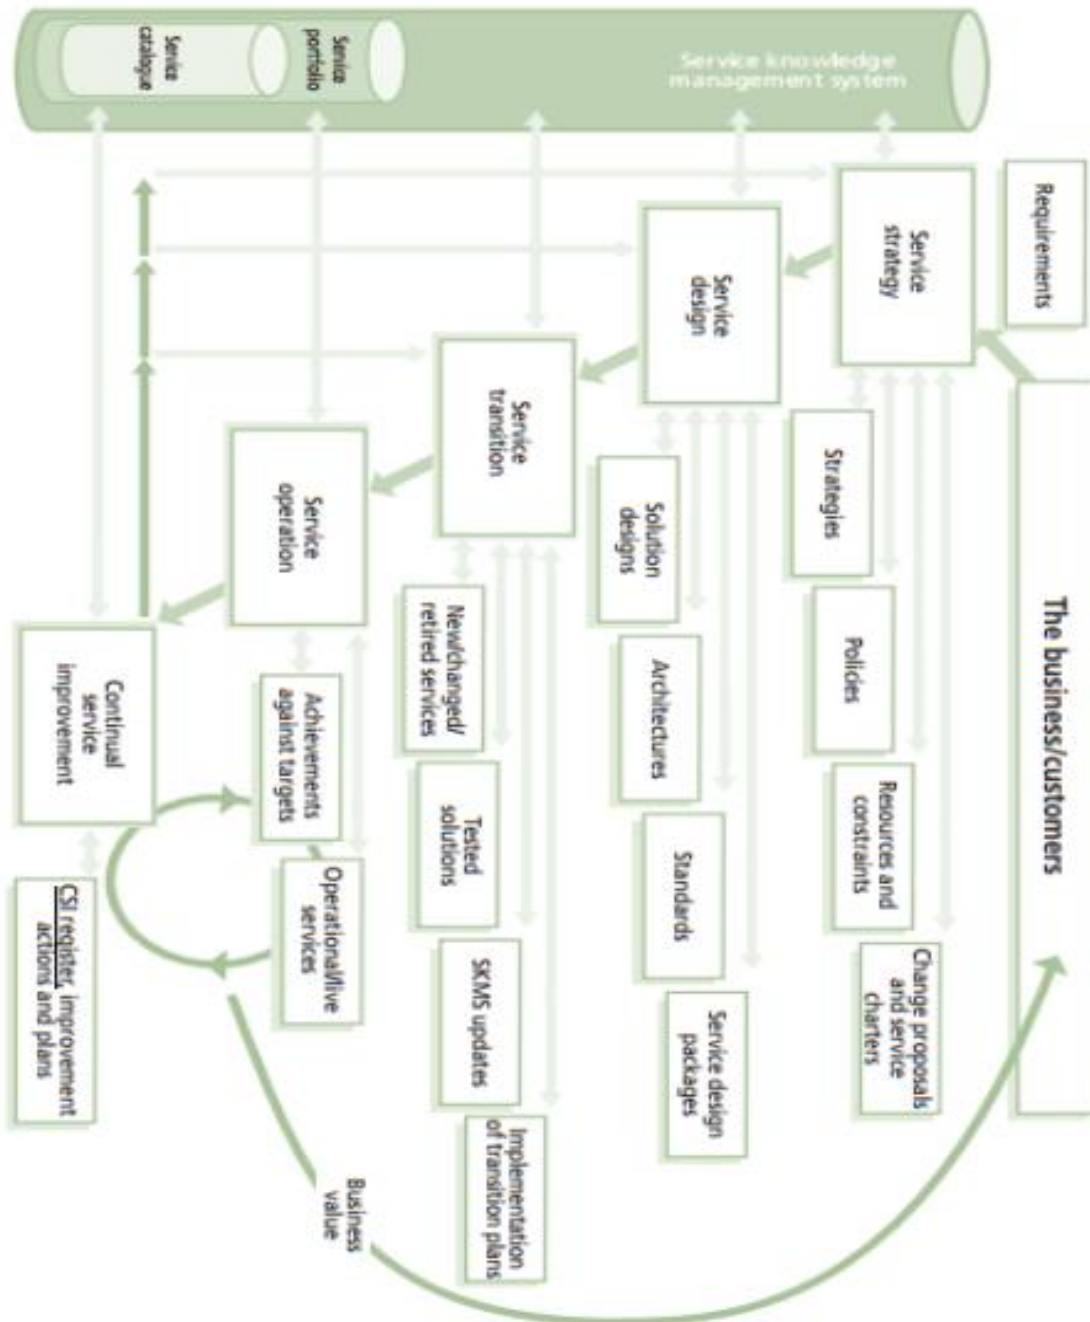 The business/customers
Requirements
Service
strategy
Strategies
Policies
Resources and
constraints
Change proposals
and service
charters
Service knowledge
management system
Service
design
Solution
designs
Architectures
Standards
Service design
packages
Service
transition
New/changed/
retired services
Tested
solutions
SKMS updates
Implementation
of transition plans
Service
portfolio
Service
catalogue
Service
operation
Achievements
against targets
Operational/live
services
Business
value
Continual
service
improvement
CSI register, improvement
actions and plans